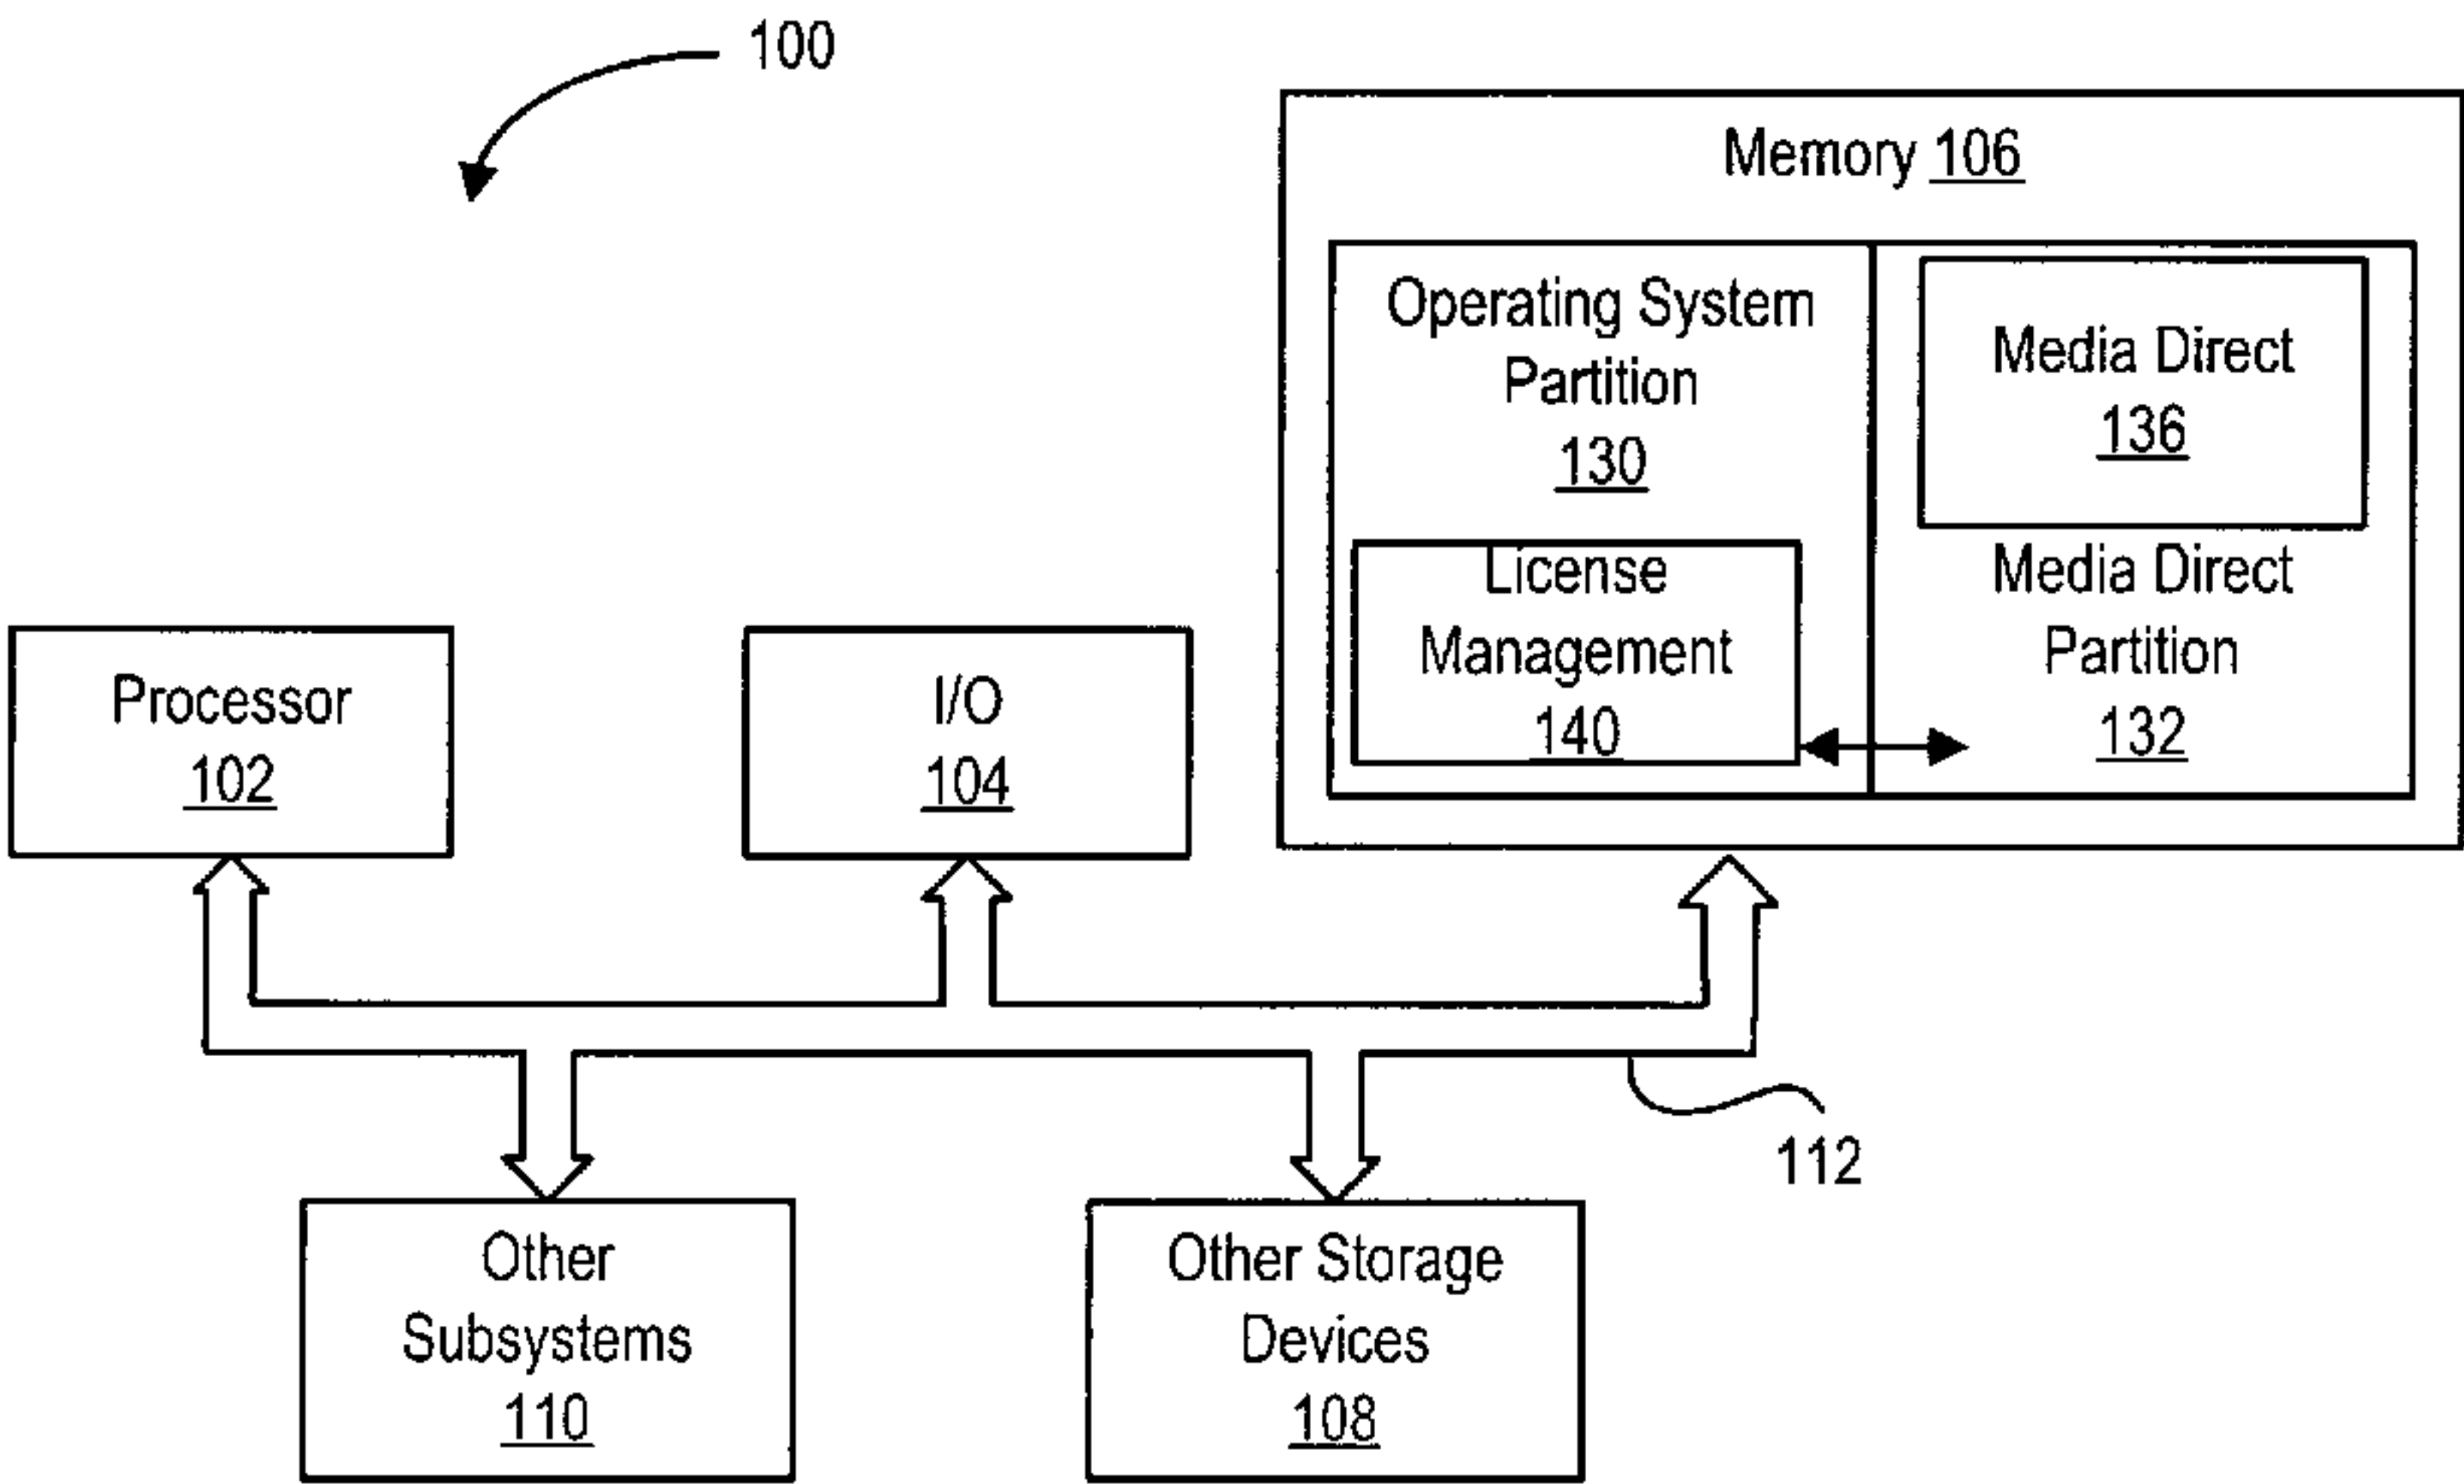 100
Memory 106
Operating System
Partition
130
License
Management
140
Media Direct
136
Media Direct
Partition
132
Processor
102
I/O
104
112
Other
Subsystems
110
Other Storage
Devices
108